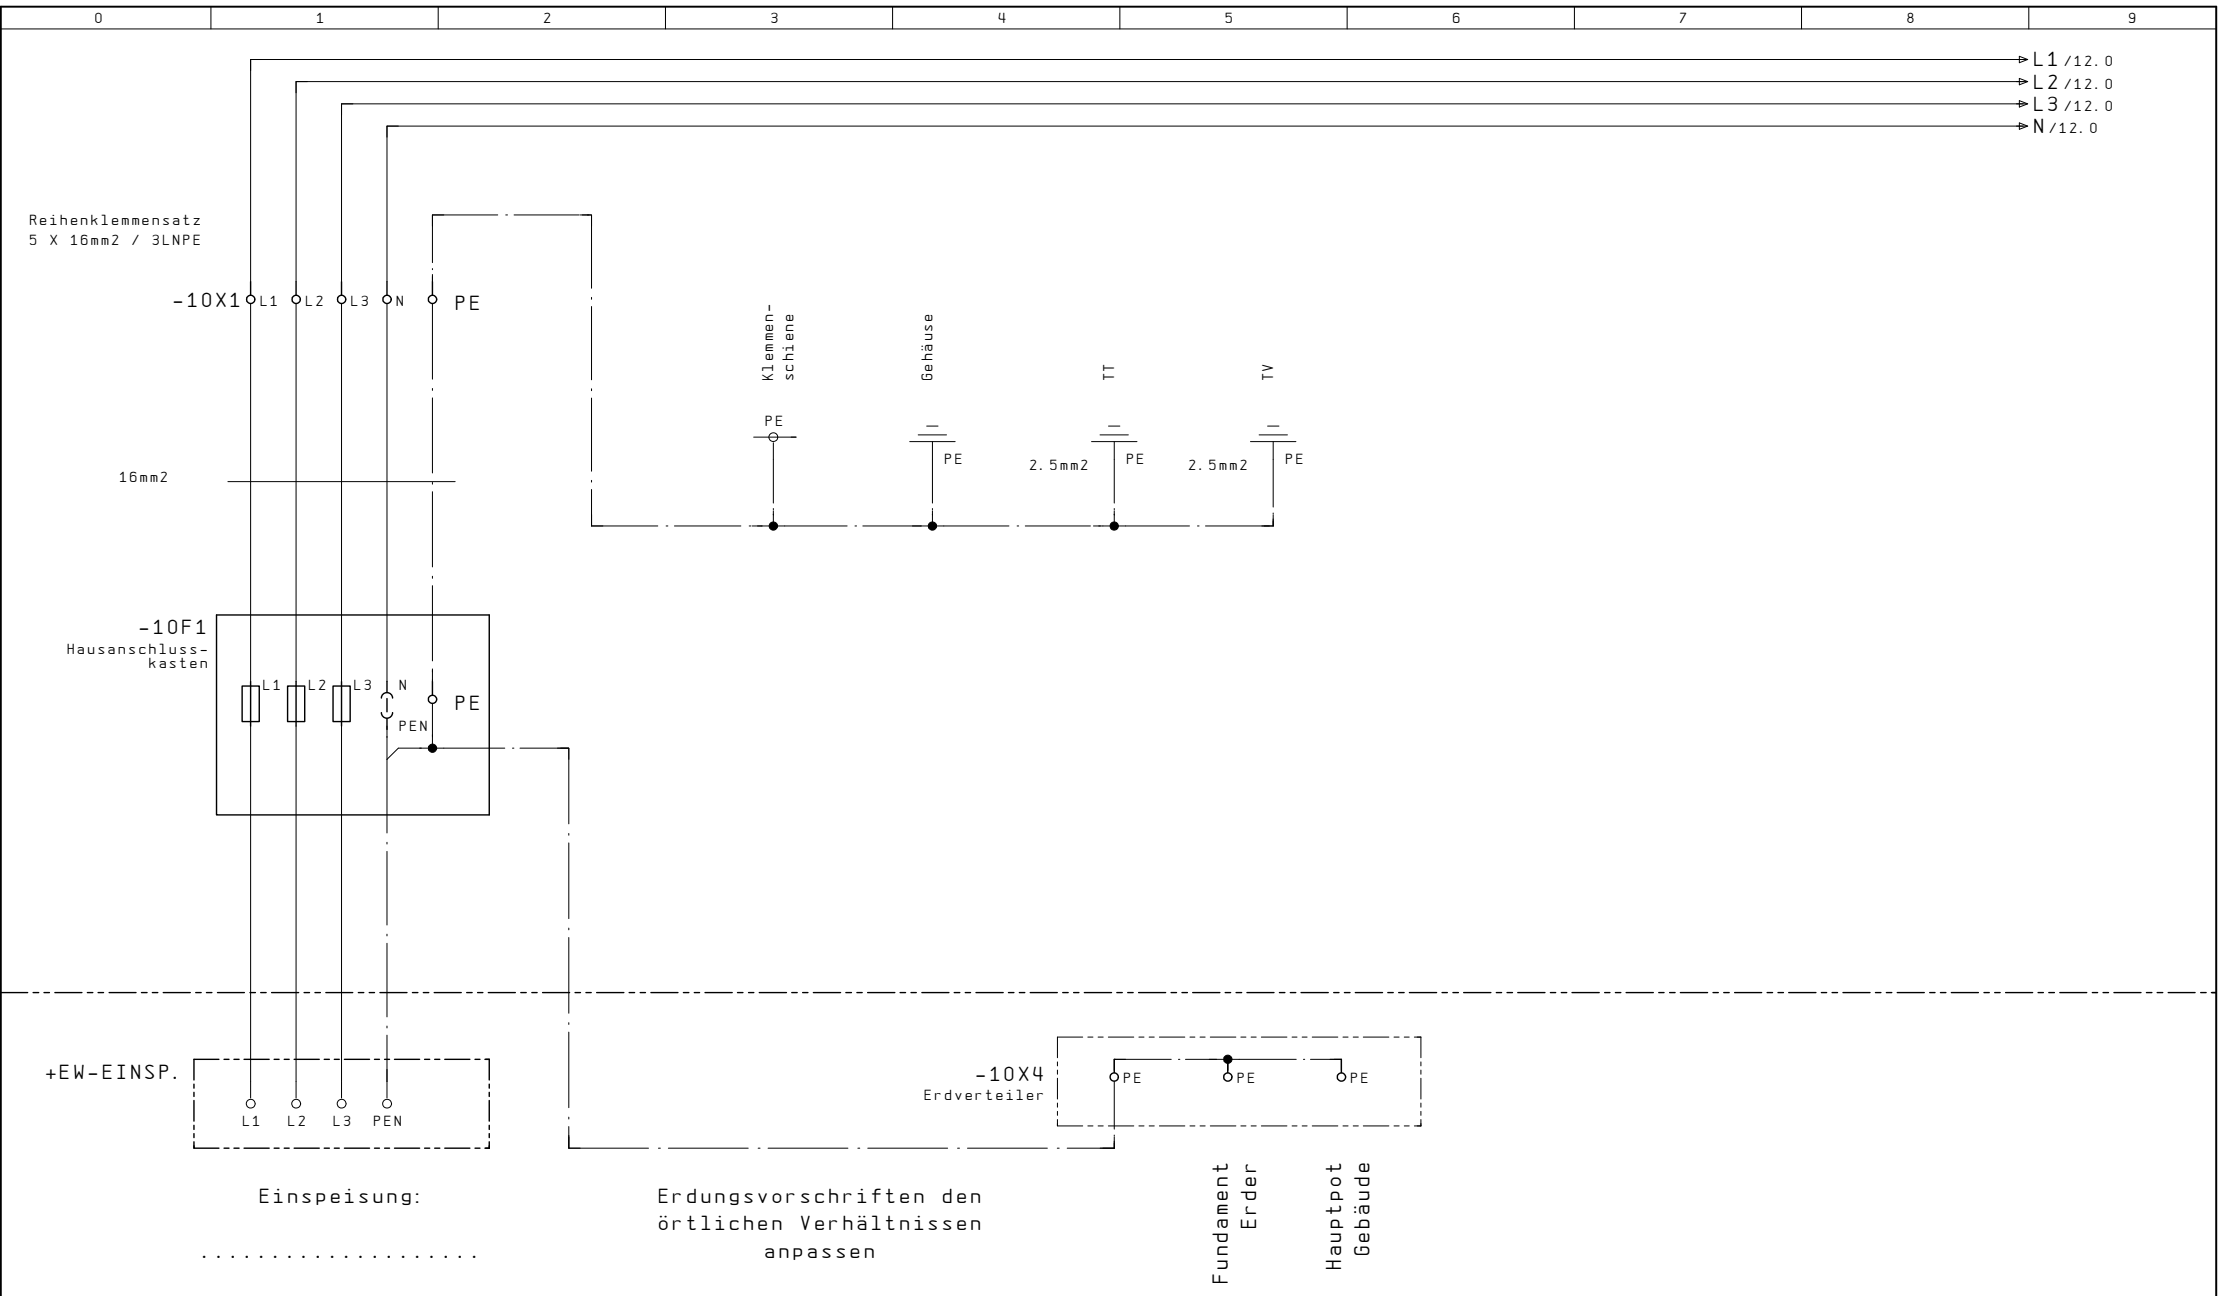 0 1 2 3 4 5 6 7 8 9
L1 /12.0
L2 /12.0
L3 /12.0
N /12.0
Reihenklemmensatz
5 X 16mm2 / 3LNPE
-10X1 L1 L2 L3 N PE
Klemmen-
schiene
Gehäuse
TT
TV
PE
PE
2.5mm2 PE
2.5mm2 PE
16mm2
-10F1
Hausanschluss-
kasten
L1 L2 L3 N
PE
PEN
+EW-EINSP.
L1 L2 L3 PEN
-10X4
Erdverteiler
PE PE PE
Einspeisung:
....................
Erdungsvorschriften den
örtlichen Verhältnissen
anpassen
Fundament
Erder
Hauptpot
Gebäude